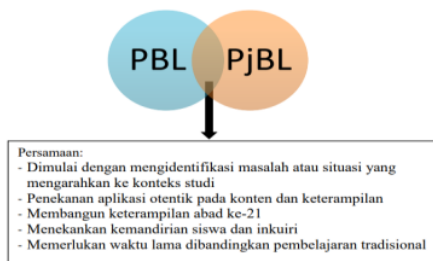 PBL PjBL
Persamaan:
- Dimulai dengan mengidentifikasi masalah atau situasi yang
mengarahkan ke konteks studi
- Penekanan aplikasi otentik pada konten dan keterampilan
- Membangun keterampilan abad ke-21
- Menekankan kemandirian siswa dan inkuiri
- Memerlukan waktu lama dibandingkan pembelajaran tradisional